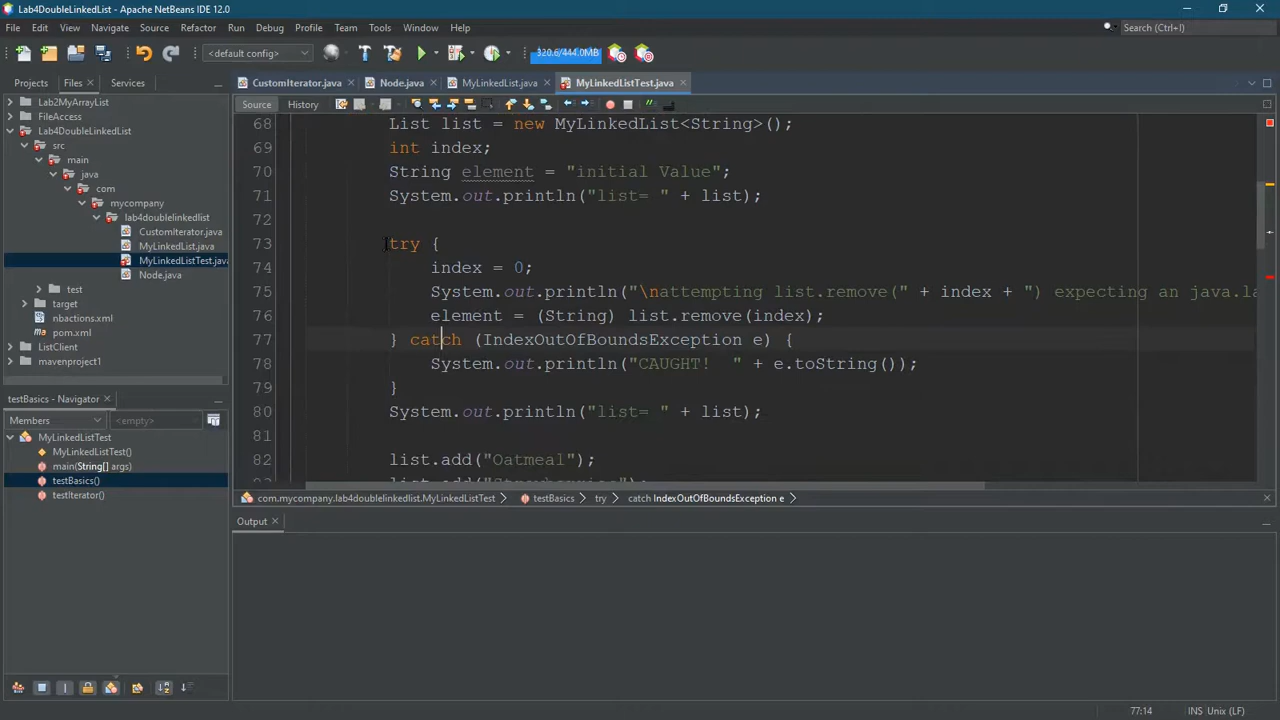 Lab4DoubleLinkedList - Apache NetBeans IDE 12.0
File Edit View Navigate Source Refactor Run Debug Profile Team Tools Window Help
Search (Ctrl+I)
<default config>
320.6/444.0MB
Projects Files Services
CustomIterator.java Node.java MyLinkedList.java MyLinkedListTest.java
Source History
Lab2MyArrayList
FileAccess
Lab4DoubleLinkedList
src
main
java
com
mycompany
lab4doublelinkedlist
CustomIterator.java
MyLinkedList.java
MyLinkedListTest.java
Node.java
test
target
nbactions.xml
pom.xml
ListClient
mavenproject1
68 List list = new MyLinkedList<String>();
69 int index;
70 String element = "initial Value";
71 System.out.println("list= " + list);
72
73 try {
74 index = 0;
75 System.out.println("\nattempting list.remove(" + index + ") expecting an java.la
76 element = (String) list.remove(index);
77 } catch (IndexOutOfBoundsException e) {
78 System.out.println("CAUGHT!  " + e.toString());
79 }
80 System.out.println("list= " + list);
81
82 list.add("Oatmeal");
com.mycompany.lab4doublelinkedlist.MyLinkedListTest testBasics try catch IndexOutOfBoundsException e
testBasics - Navigator
Members <empty>
MyLinkedListTest
MyLinkedListTest()
main(String[] args)
testBasics()
testIterator()
Output
77:14 INS Unix (LF)